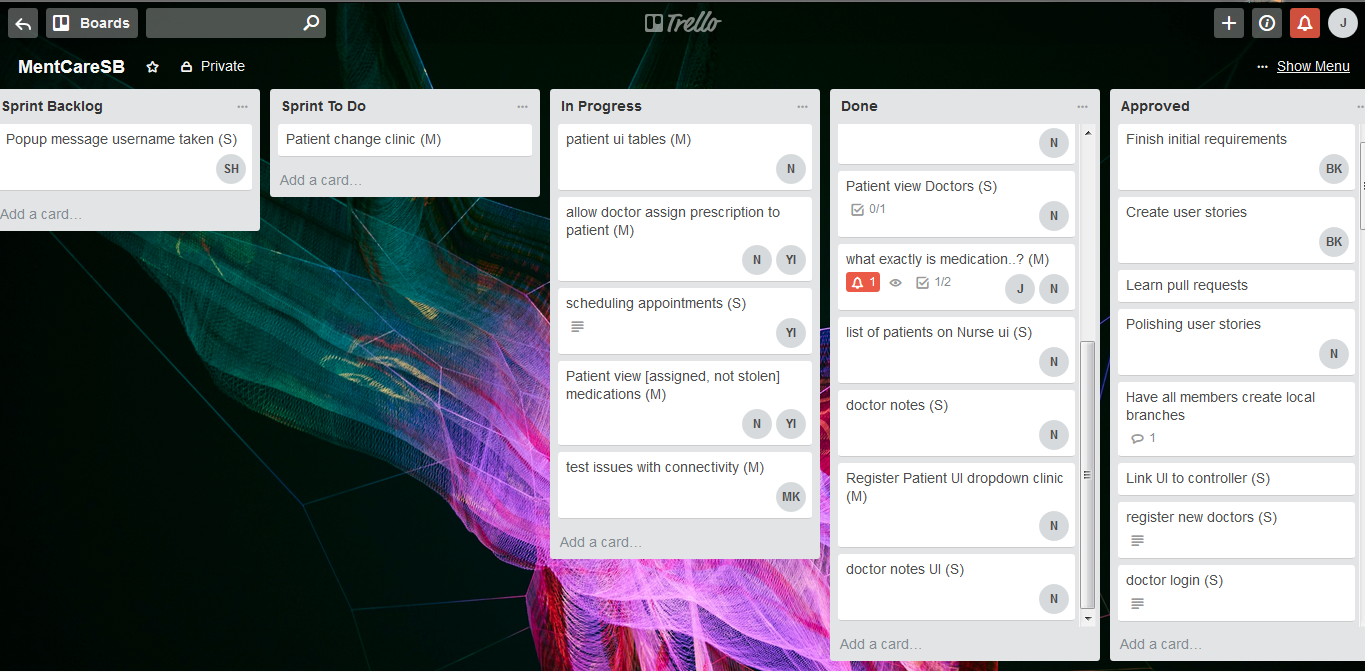 Boards
Trello
J
MentCareSB
Private
... Show Menu
Sprint Backlog
Popup message username taken (S)
SH
Add a card...
Sprint To Do
Patient change clinic (M)
Add a card...
In Progress
patient ui tables (M)
N
allow doctor assign prescription to
patient (M)
N YI
scheduling appointments (S)
YI
Patient view [assigned, not stolen]
medications (M)
N YI
test issues with connectivity (M)
MK
Add a card...
Done
N
Patient view Doctors (S)
0/1
N
what exactly is medication..? (M)
1 1/2
J N
list of patients on Nurse ui (S)
N
doctor notes (S)
N
Register Patient UI dropdown clinic
(M)
N
doctor notes UI (S)
N
Add a card...
Approved
Finish initial requirements
BK
Create user stories
BK
Learn pull requests
Polishing user stories
N
Have all members create local
branches
1
Link UI to controller (S)
register new doctors (S)
doctor login (S)
Add a card...